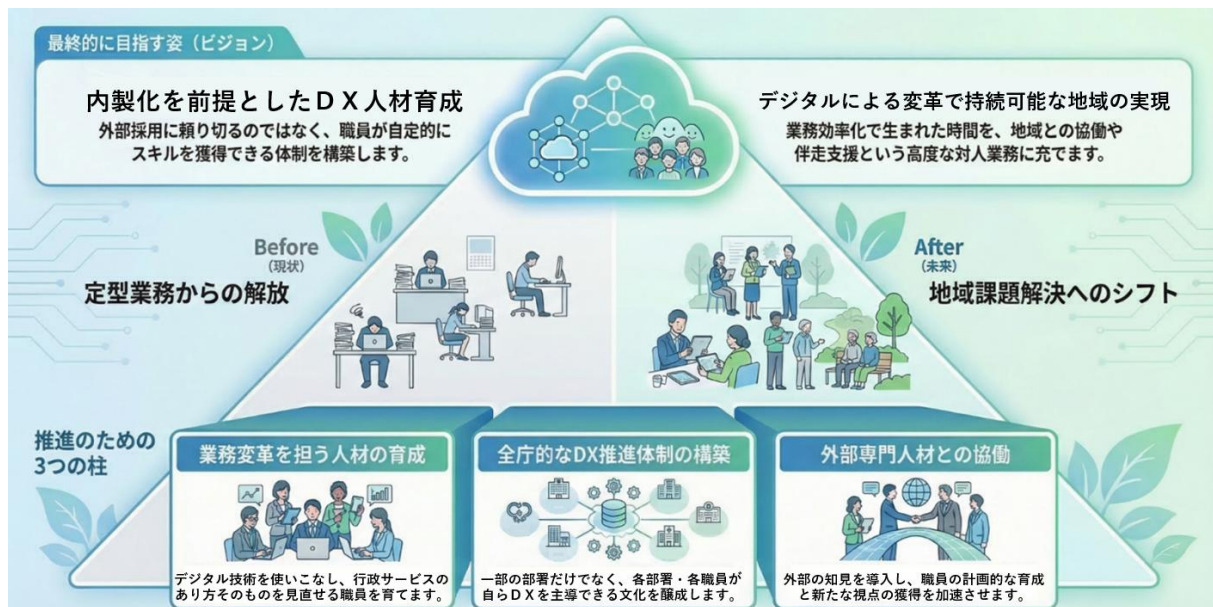 最終的に目指す姿（ビジョン）
内製化を前提としたＤＸ人材育成
外部採用に頼り切るのではなく、職員が自定的に
スキルを獲得できる体制を構築します。
デジタルによる変革で持続可能な地域の実現
業務効率化で生まれた時間を、地域との協働や
伴走支援という高度な対人業務に充てます。
Before
（現状）
定型業務からの解放
After
（未来）
地域課題解決へのシフト
推進のための
3つの柱
業務変革を担う人材の育成
デジタル技術を使いこなし、行政サービスの
あり方そのものを見直せる職員を育てます。
全庁的なDX推進体制の構築
一部の部署だけでなく、各部署・各職員が
自らＤＸを主導できる文化を醸成します。
外部専門人材との協働
外部の知見を導入し、職員の計画的な育成
と新たな視点の獲得を加速させます。